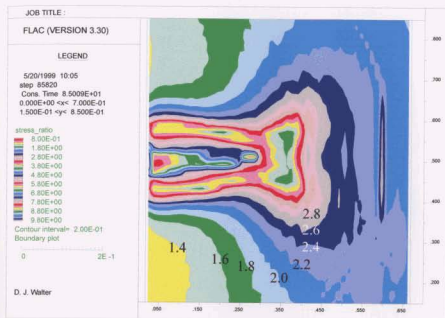 JOB TITLE :
FLAC (VERSION 3.30)
LEGEND
5/20/1999 10:05
step 85820
Cons. Time 8.5009E+01
0.000E+00 <x< 7.000E-01
1.500E-01 <y< 8.500E-01
stress_ratio
8.00E-01
1.80E+00
2.80E+00
3.80E+00
4.80E+00
5.80E+00
6.80E+00
7.80E+00
8.80E+00
9.80E+00
Contour interval= 2.00E-01
Boundary plot
0 2E -1
D. J. Walter
1.4
1.6
1.8
2.0
2.2
2.4
2.6
2.8
.800
.700
.600
.500
.400
.300
.200
.050
.150
.250
.350
.450
.550
.650